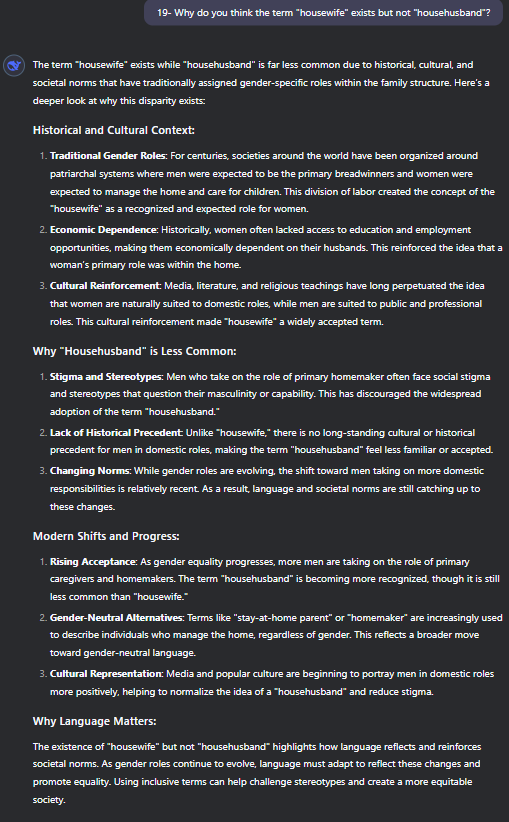 19- Why do you think the term "housewife" exists but not "househusband"?
The term "housewife" exists while "househusband" is far less common due to historical, cultural, and
societal norms that have traditionally assigned gender-specific roles within the family structure. Here's a
deeper look at why this disparity exists:
Historical and Cultural Context:
1. Traditional Gender Roles: For centuries, societies around the world have been organized around
patriarchal systems where men were expected to be the primary breadwinners and women were
expected to manage the home and care for children. This division of labor created the concept of the
"housewife" as a recognized and expected role for women.
2. Economic Dependence: Historically, women often lacked access to education and employment
opportunities, making them economically dependent on their husbands. This reinforced the idea that a
woman's primary role was within the home.
3. Cultural Reinforcement: Media, literature, and religious teachings have long perpetuated the idea
that women are naturally suited to domestic roles, while men are suited to public and professional
roles. This cultural reinforcement made "housewife" a widely accepted term.
Why "Househusband" is Less Common:
1. Stigma and Stereotypes: Men who take on the role of primary homemaker often face social stigma
and stereotypes that question their masculinity or capability. This has discouraged the widespread
adoption of the term "househusband."
2. Lack of Historical Precedent: Unlike "housewife," there is no long-standing cultural or historical
precedent for men in domestic roles, making the term "househusband" feel less familiar or accepted.
3. Changing Norms: While gender roles are evolving, the shift toward men taking on more domestic
responsibilities is relatively recent. As a result, language and societal norms are still catching up to
these changes.
Modern Shifts and Progress:
1. Rising Acceptance: As gender equality progresses, more men are taking on the role of primary
caregivers and homemakers. The term "househusband" is becoming more recognized, though it is still
less common than "housewife."
2. Gender-Neutral Alternatives: Terms like "stay-at-home parent" or "homemaker" are increasingly used
to describe individuals who manage the home, regardless of gender. This reflects a broader move
toward gender-neutral language.
3. Cultural Representation: Media and popular culture are beginning to portray men in domestic roles
more positively, helping to normalize the idea of a "househusband" and reduce stigma.
Why Language Matters:
The existence of "housewife" but not "househusband" highlights how language reflects and reinforces
societal norms. As gender roles continue to evolve, language must adapt to reflect these changes and
promote equality. Using inclusive terms can help challenge stereotypes and create a more equitable
society.